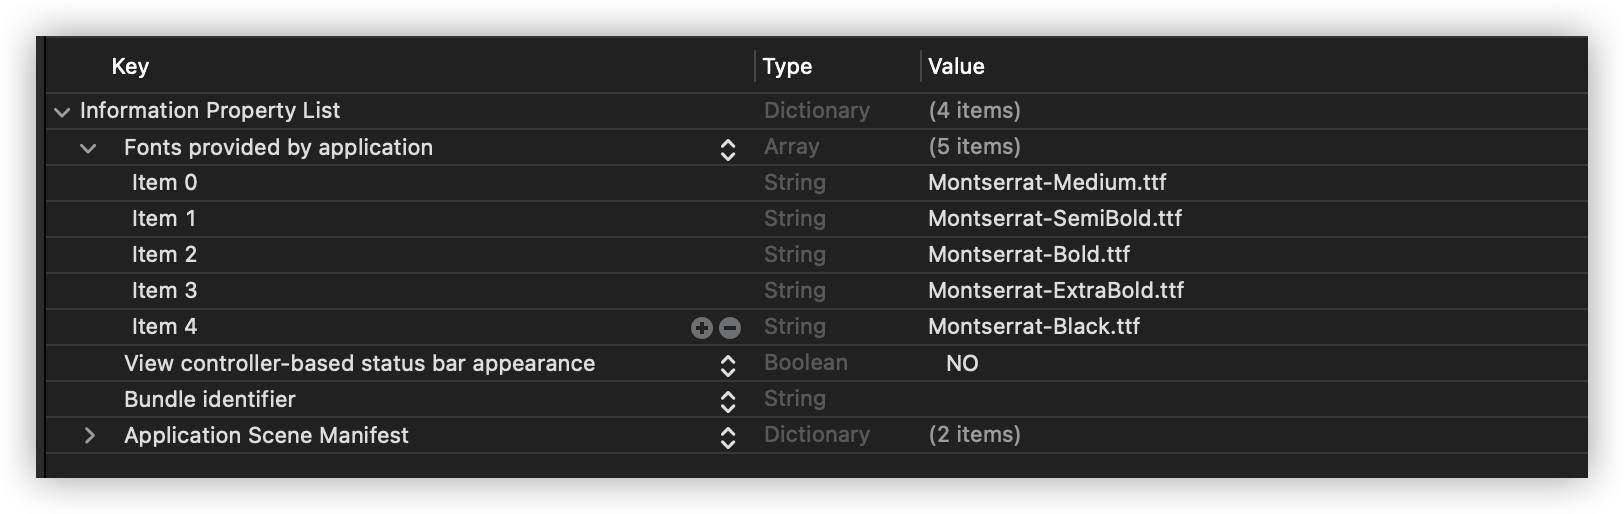 Key Type Value
Information Property List Dictionary (4 items)
Fonts provided by application Array (5 items)
Item 0 String Montserrat-Medium.ttf
Item 1 String Montserrat-SemiBold.ttf
Item 2 String Montserrat-Bold.ttf
Item 3 String Montserrat-ExtraBold.ttf
Item 4 String Montserrat-Black.ttf
View controller-based status bar appearance Boolean NO
Bundle identifier String
Application Scene Manifest Dictionary (2 items)